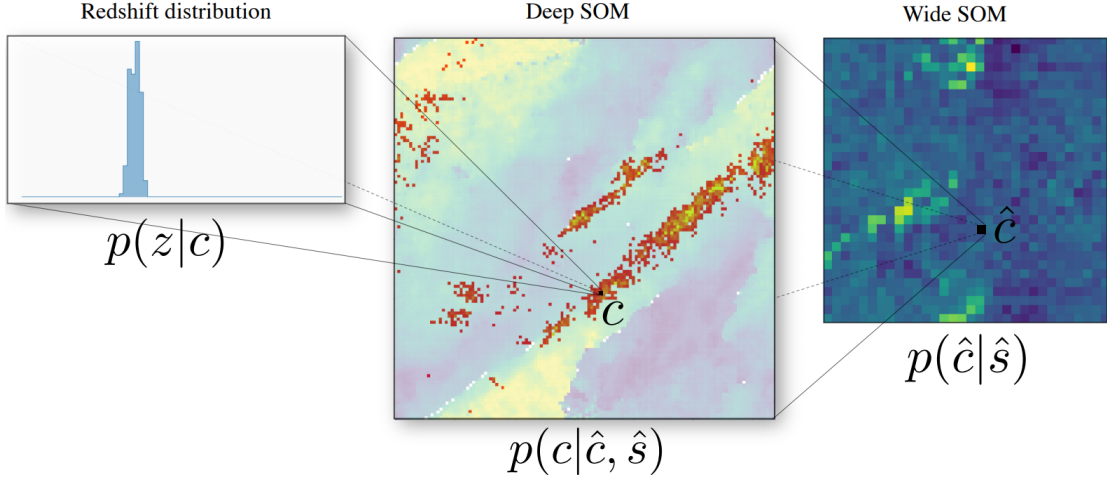 Redshift distribution
Deep SOM
Wide SOM
p(z|c)
c
ĉ
p(c|ĉ, ŝ)
p(ĉ|ŝ)